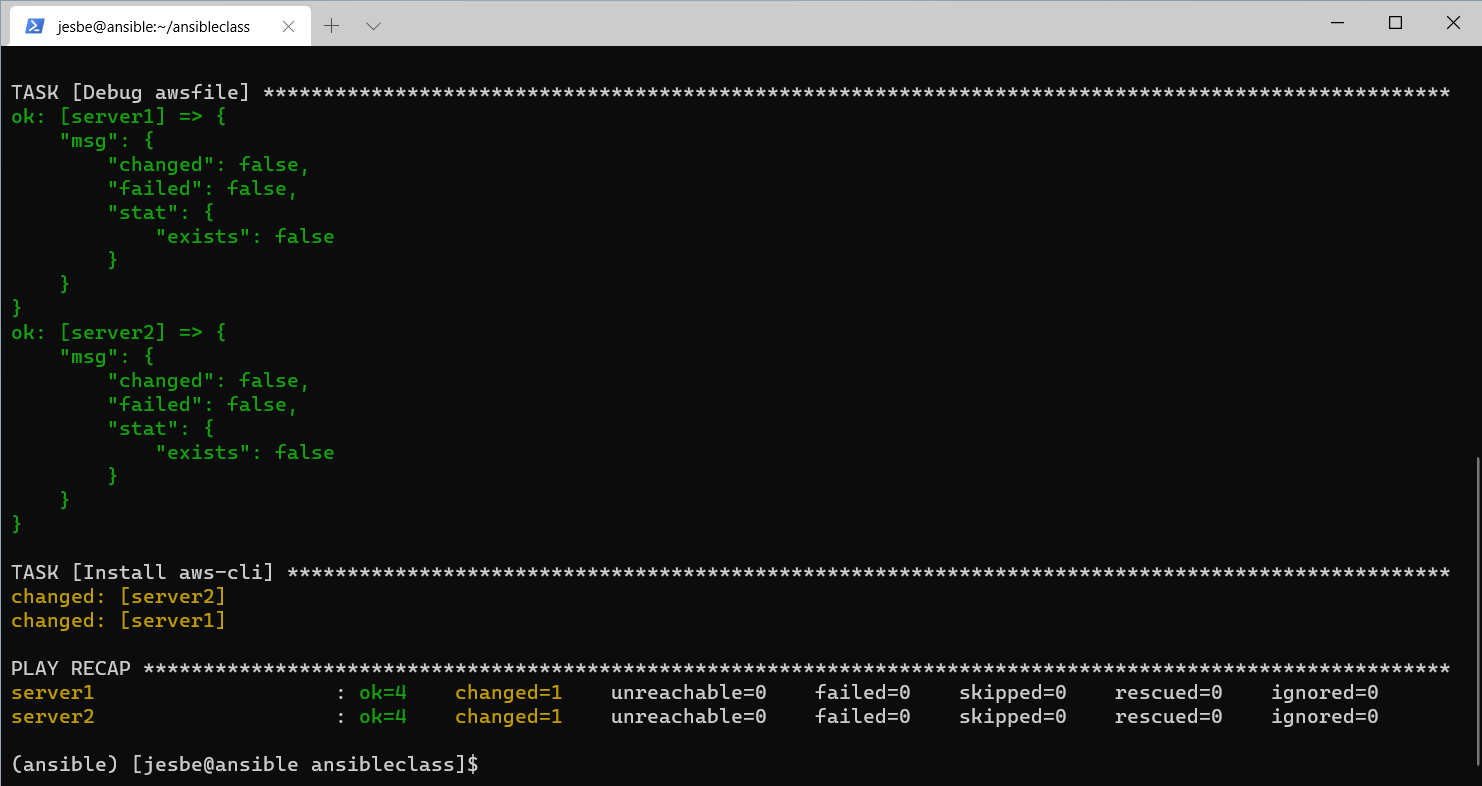 jesbe@ansible:~/ansibleclass
TASK [Debug awsfile] ***************************************************************************************************
ok: [server1] => {
    "msg": {
        "changed": false,
        "failed": false,
        "stat": {
            "exists": false
        }
    }
}
ok: [server2] => {
    "msg": {
        "changed": false,
        "failed": false,
        "stat": {
            "exists": false
        }
    }
}
TASK [Install aws-cli] *************************************************************************************************
changed: [server2]
changed: [server1]
PLAY RECAP *************************************************************************************************************
server1                    : ok=4    changed=1    unreachable=0    failed=0    skipped=0    rescued=0    ignored=0
server2                    : ok=4    changed=1    unreachable=0    failed=0    skipped=0    rescued=0    ignored=0
(ansible) [jesbe@ansible ansibleclass]$